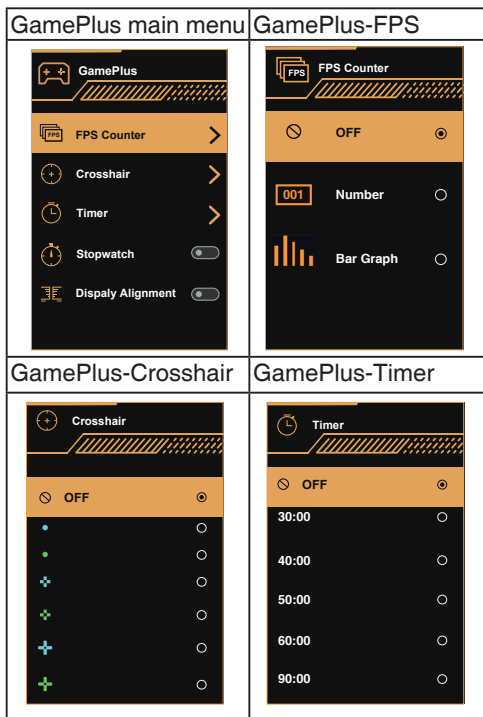 GamePlus main menu
GamePlus
FPS
FPS Counter
Crosshair
Timer
Stopwatch
Dispaly Alignment
GamePlus-FPS
FPS
FPS Counter
OFF
001 Number
Bar Graph
GamePlus-Crosshair
Crosshair
OFF
GamePlus-Timer
Timer
OFF
30:00
40:00
50:00
60:00
90:00